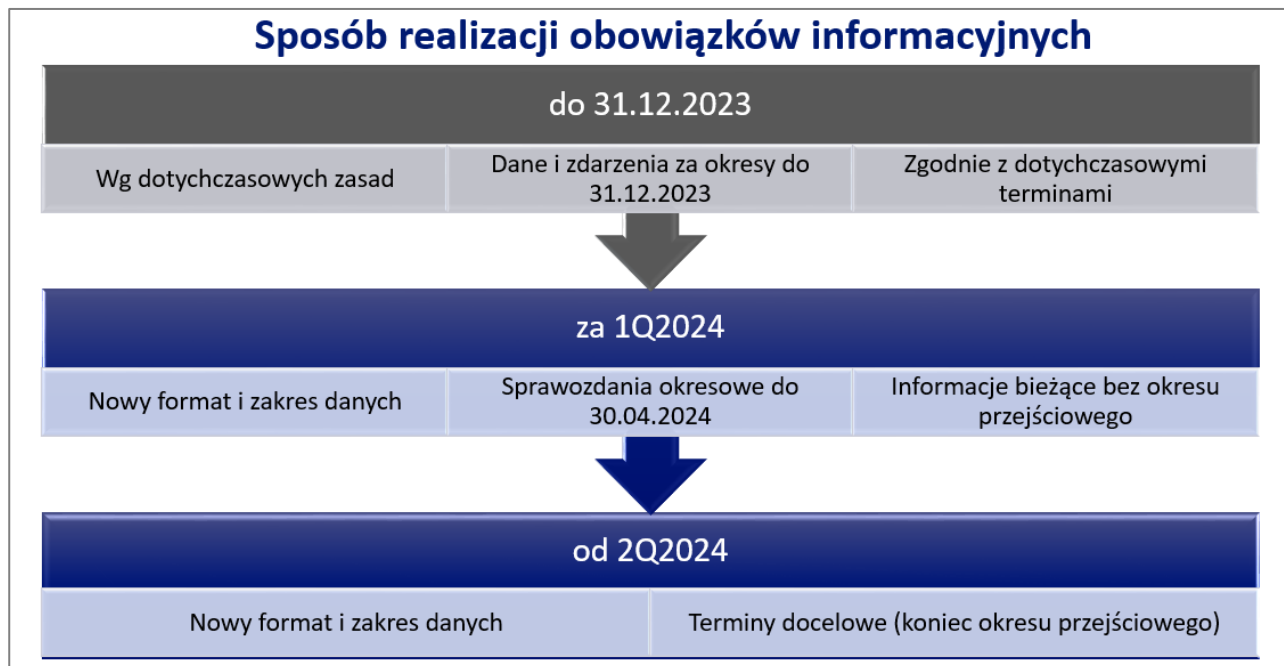 Sposób realizacji obowiązków informacyjnych
do 31.12.2023
Wg dotychczasowych zasad
Dane i zdarzenia za okresy do
31.12.2023
Zgodnie z dotychczasowymi
terminami
za 1Q2024
Nowy format i zakres danych
Sprawozdania okresowe do
30.04.2024
Informacje bieżące bez okresu
przejściowego
od 2Q2024
Nowy format i zakres danych
Terminy docelowe (koniec okresu przejściowego)